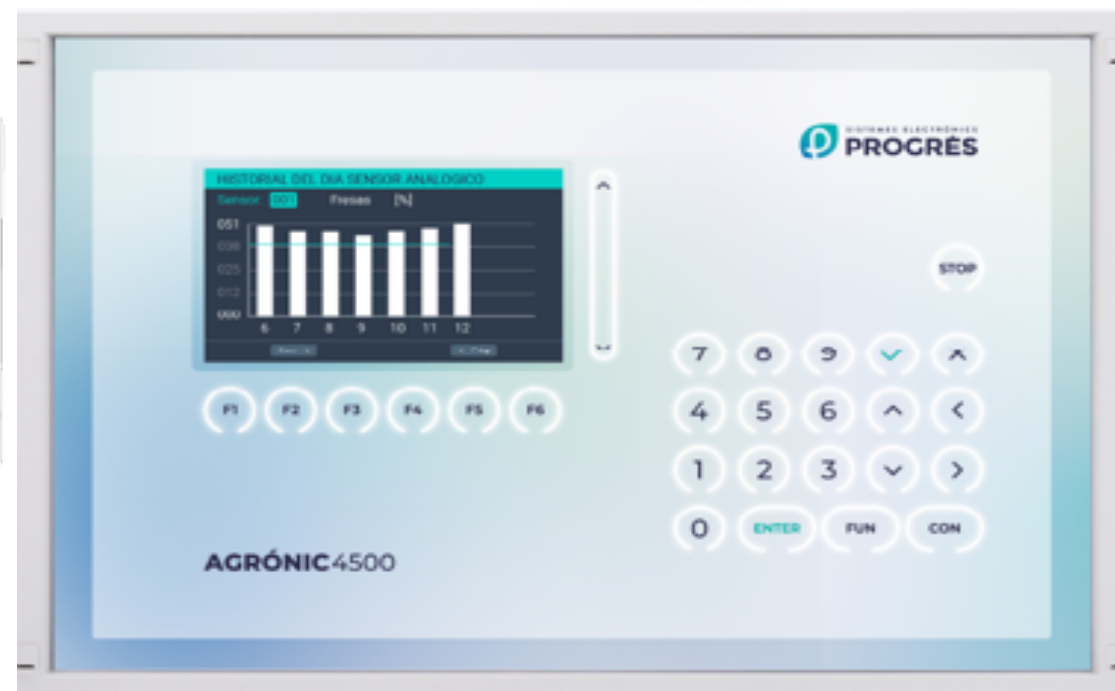 SISTEMES ELECTRÒNICS
PROGRÉS
HISTORIAL DEL DIA SENSOR ANALOGICO
Sensor: 001 Fresas [%]
051
038
025
012
000
6 7 8 9 10 11 12
STOP
7 8 9
F1 F2 F3 F4 F5 F6
4 5 6
1 2 3
0 ENTER FUN CON
AGRÓNIC4500